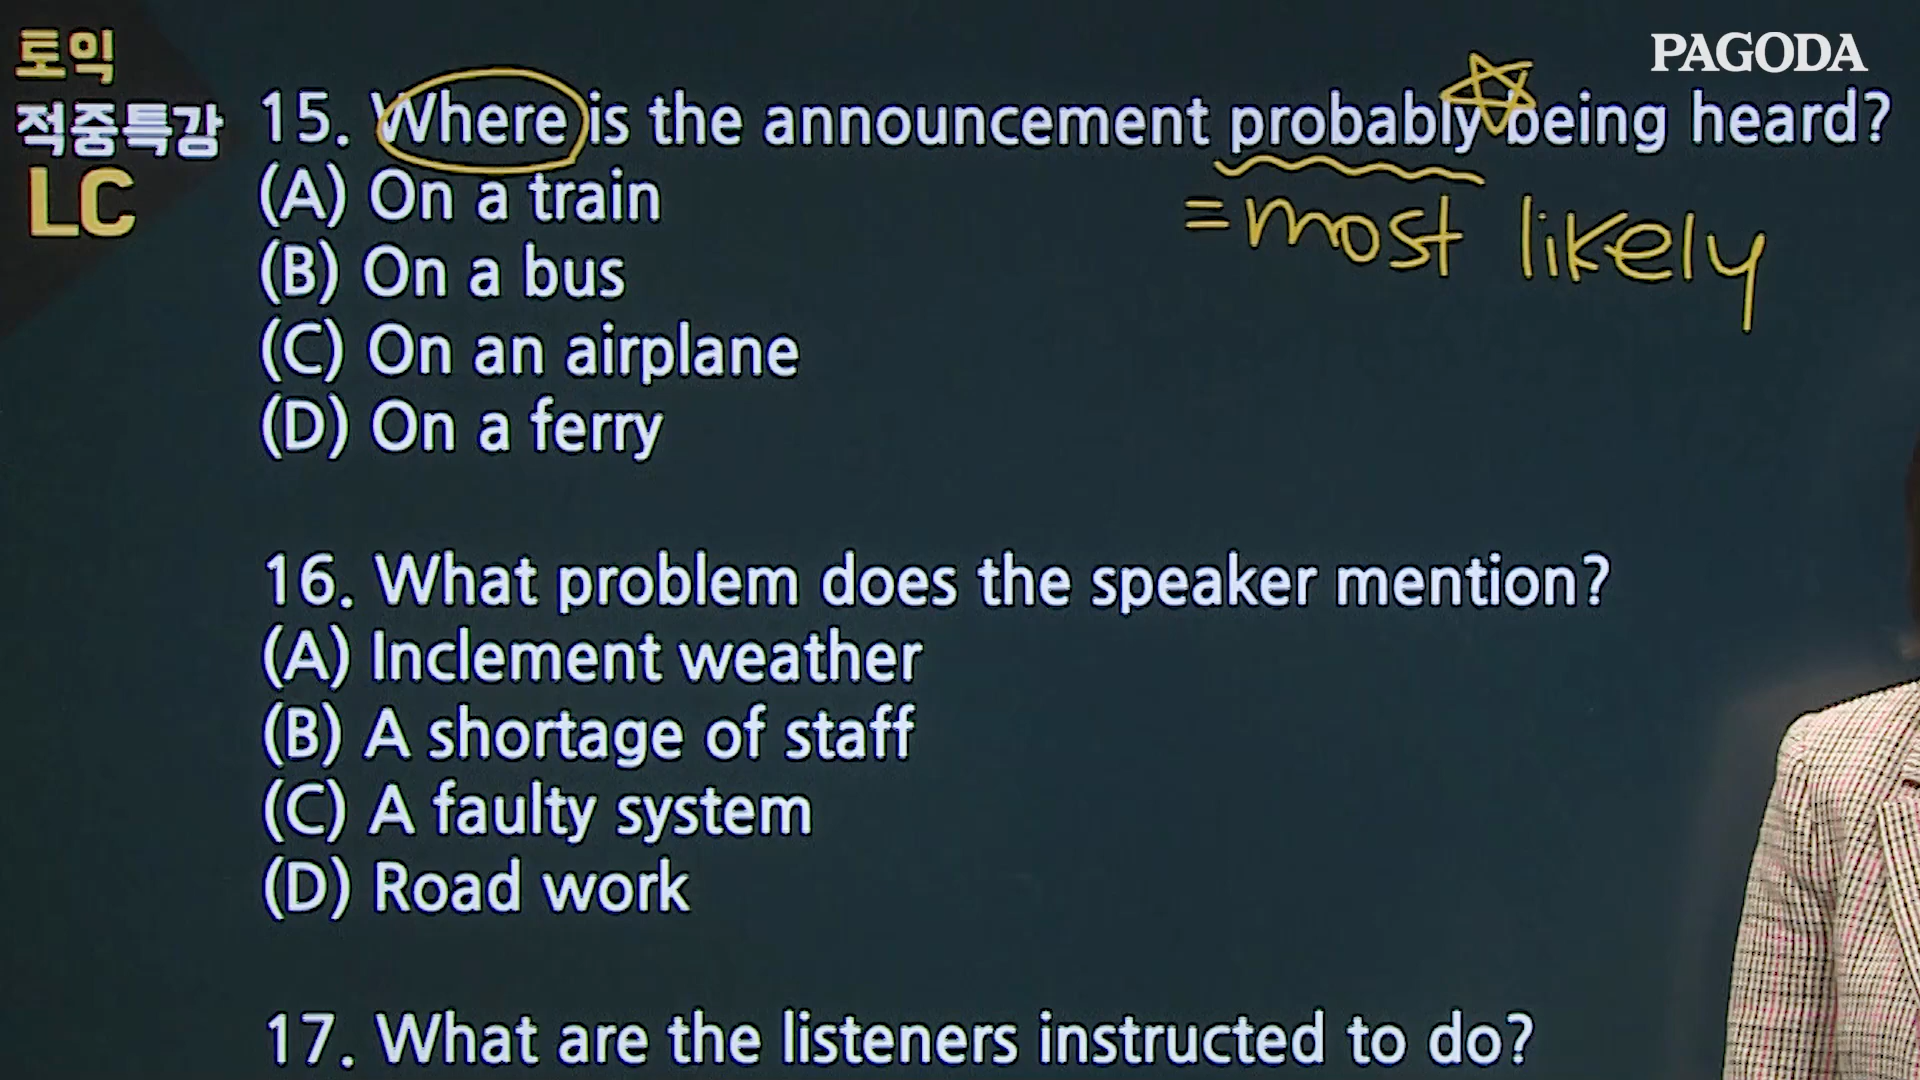 토익
적중특강
LC
PAGODA
15. Where is the announcement probably being heard?
= most likely
(A) On a train
(B) On a bus
(C) On an airplane
(D) On a ferry
16. What problem does the speaker mention?
(A) Inclement weather
(B) A shortage of staff
(C) A faulty system
(D) Road work
17. What are the listeners instructed to do?